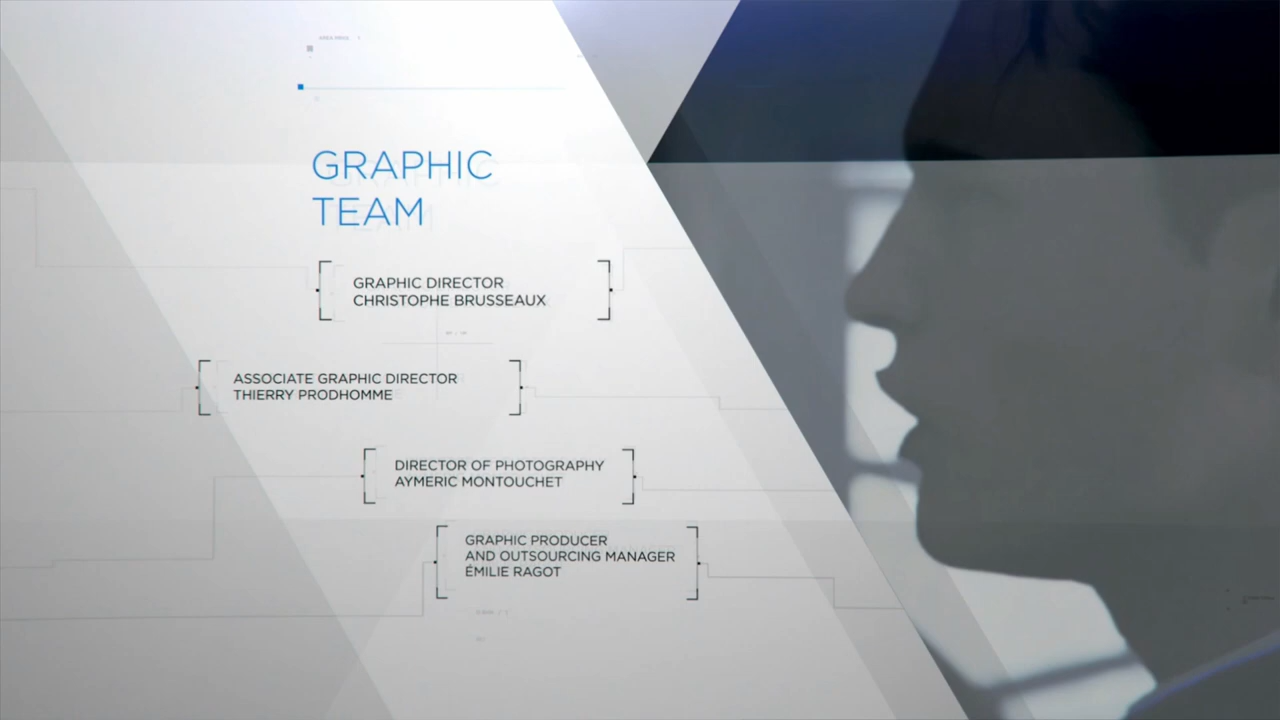 GRAPHIC
TEAM
GRAPHIC DIRECTOR
CHRISTOPHE BRUSSEAUX
ASSOCIATE GRAPHIC DIRECTOR
THIERRY PRODHOMME
DIRECTOR OF PHOTOGRAPHY
AYMERIC MONTOUCHET
GRAPHIC PRODUCER
AND OUTSOURCING MANAGER
ÉMILIE RAGOT